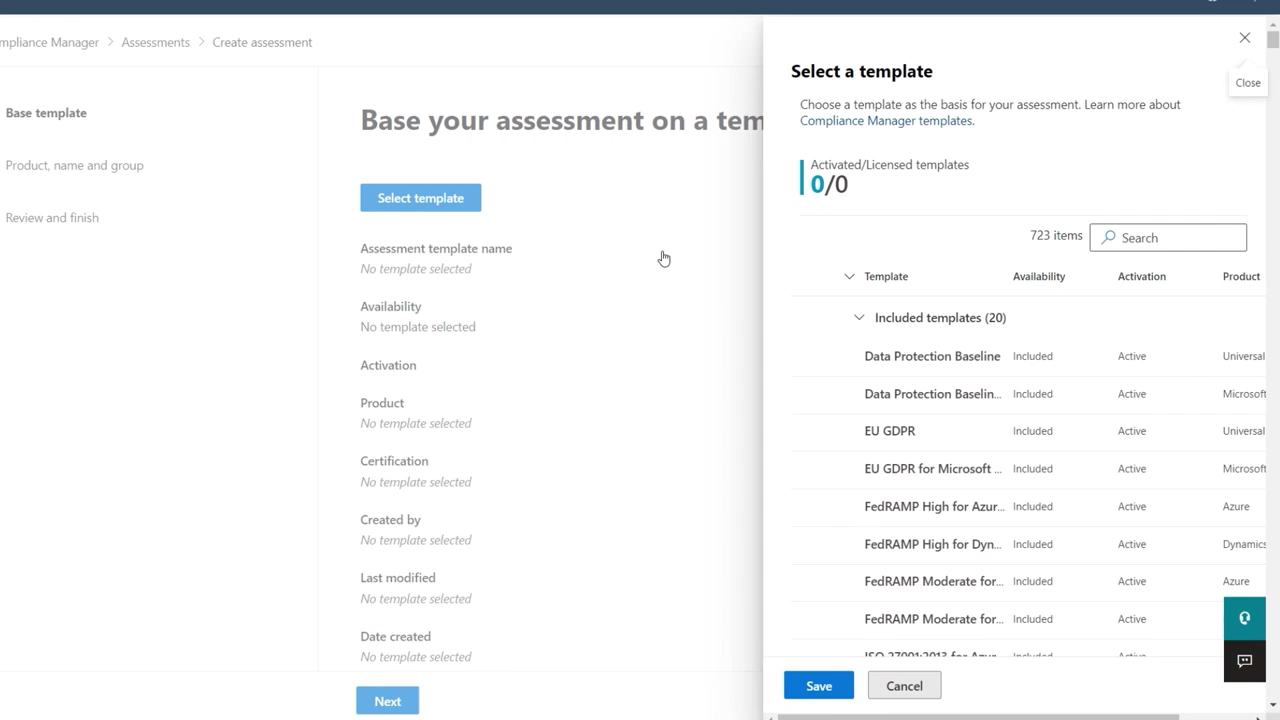 mpliance Manager > Assessments > Create assessment
Base template
Product, name and group
Review and finish
Base your assessment on a tem
Select template
Assessment template name
No template selected
Availability
No template selected
Activation
Product
No template selected
Certification
No template selected
Created by
No template selected
Last modified
No template selected
Date created
No template selected
Next
Close
Select a template
Choose a template as the basis for your assessment. Learn more about
Compliance Manager templates.
Activated/Licensed templates
0/0
723 items Search
Template Availability Activation Product
Included templates (20)
Data Protection Baseline Included Active Universal
Data Protection Baselin... Included Active Microsoft
EU GDPR Included Active Universal
EU GDPR for Microsoft ... Included Active Microsoft
FedRAMP High for Azur... Included Active Azure
FedRAMP High for Dyn... Included Active Dynamics
FedRAMP Moderate for... Included Active Azure
FedRAMP Moderate for... Included Active
ISO 27001:2013 for Azur... Included Active
Save Cancel